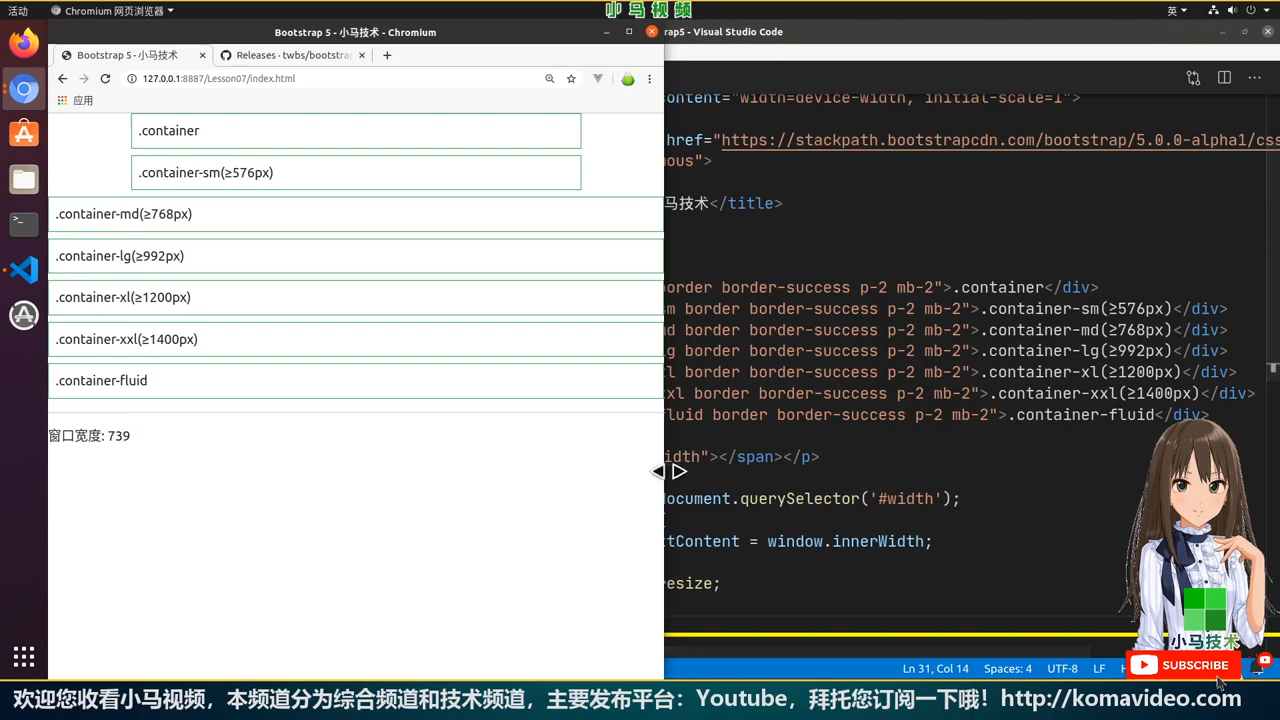 活动
Chromium 网页浏览器
小马视频
英
Bootstrap 5 - 小马技术 - Chromium
rap5 - Visual Studio Code
Bootstrap 5 - 小马技术
Releases · twbs/bootstra
127.0.0.1:8887/Lesson07/index.html
应用
.container
.container-sm(≥576px)
.container-md(≥768px)
.container-lg(≥992px)
.container-xl(≥1200px)
.container-xxl(≥1400px)
.container-fluid
窗口宽度: 739
content="width=device-width, initial-scale=1">
href="https://stackpath.bootstrapcdn.com/bootstrap/5.0.0-alpha1/css
ous">
马技术</title>
order border-success p-2 mb-2">.container</div>
sm border border-success p-2 mb-2">.container-sm(≥576px)</div>
md border border-success p-2 mb-2">.container-md(≥768px)</div>
lg border border-success p-2 mb-2">.container-lg(≥992px)</div>
xl border border-success p-2 mb-2">.container-xl(≥1200px)</div>
xxl border border-success p-2 mb-2">.container-xxl(≥1400px)</div>
fluid border border-success p-2 mb-2">.container-fluid</div>
idth"></span></p>
document.querySelector('#width');
xtContent = window.innerWidth;
resize;
小马技术
SUBSCRIBE
Ln 31, Col 14
Spaces: 4
UTF-8
LF
欢迎您收看小马视频，本频道分为综合频道和技术频道，主要发布平台：Youtube，拜托您订阅一下哦！http://komavideo.com